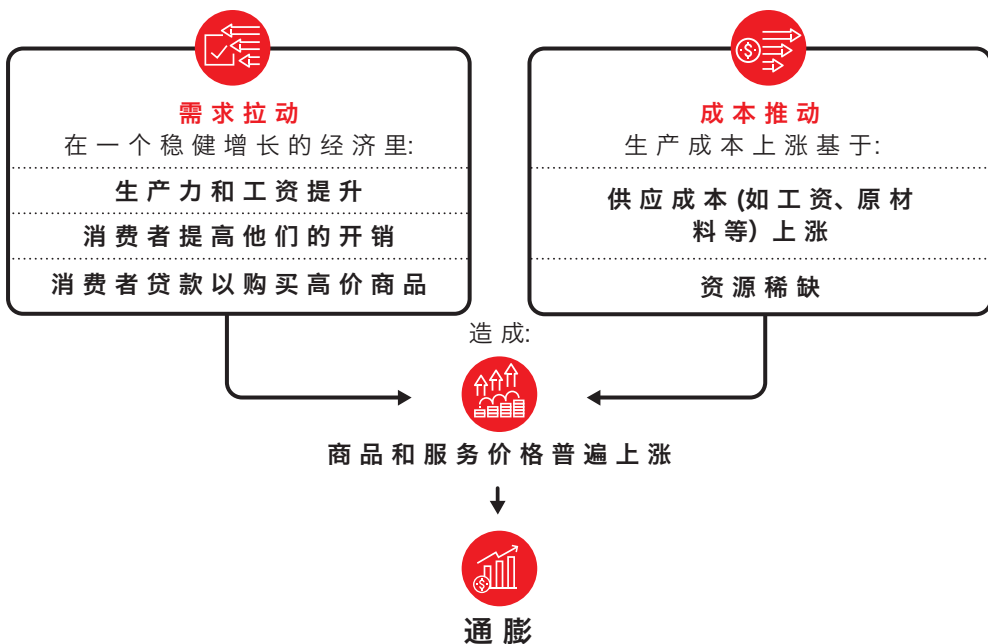 需求拉动
在一个稳健增长的经济里:
生产力和工资提升
消费者提高他们的开销
消费者贷款以购买高价商品
成本推动
生产成本上涨基于:
供应成本 (如工资、原材
料等）上涨
资源稀缺
造成:
商品和服务价格普遍上涨
通膨